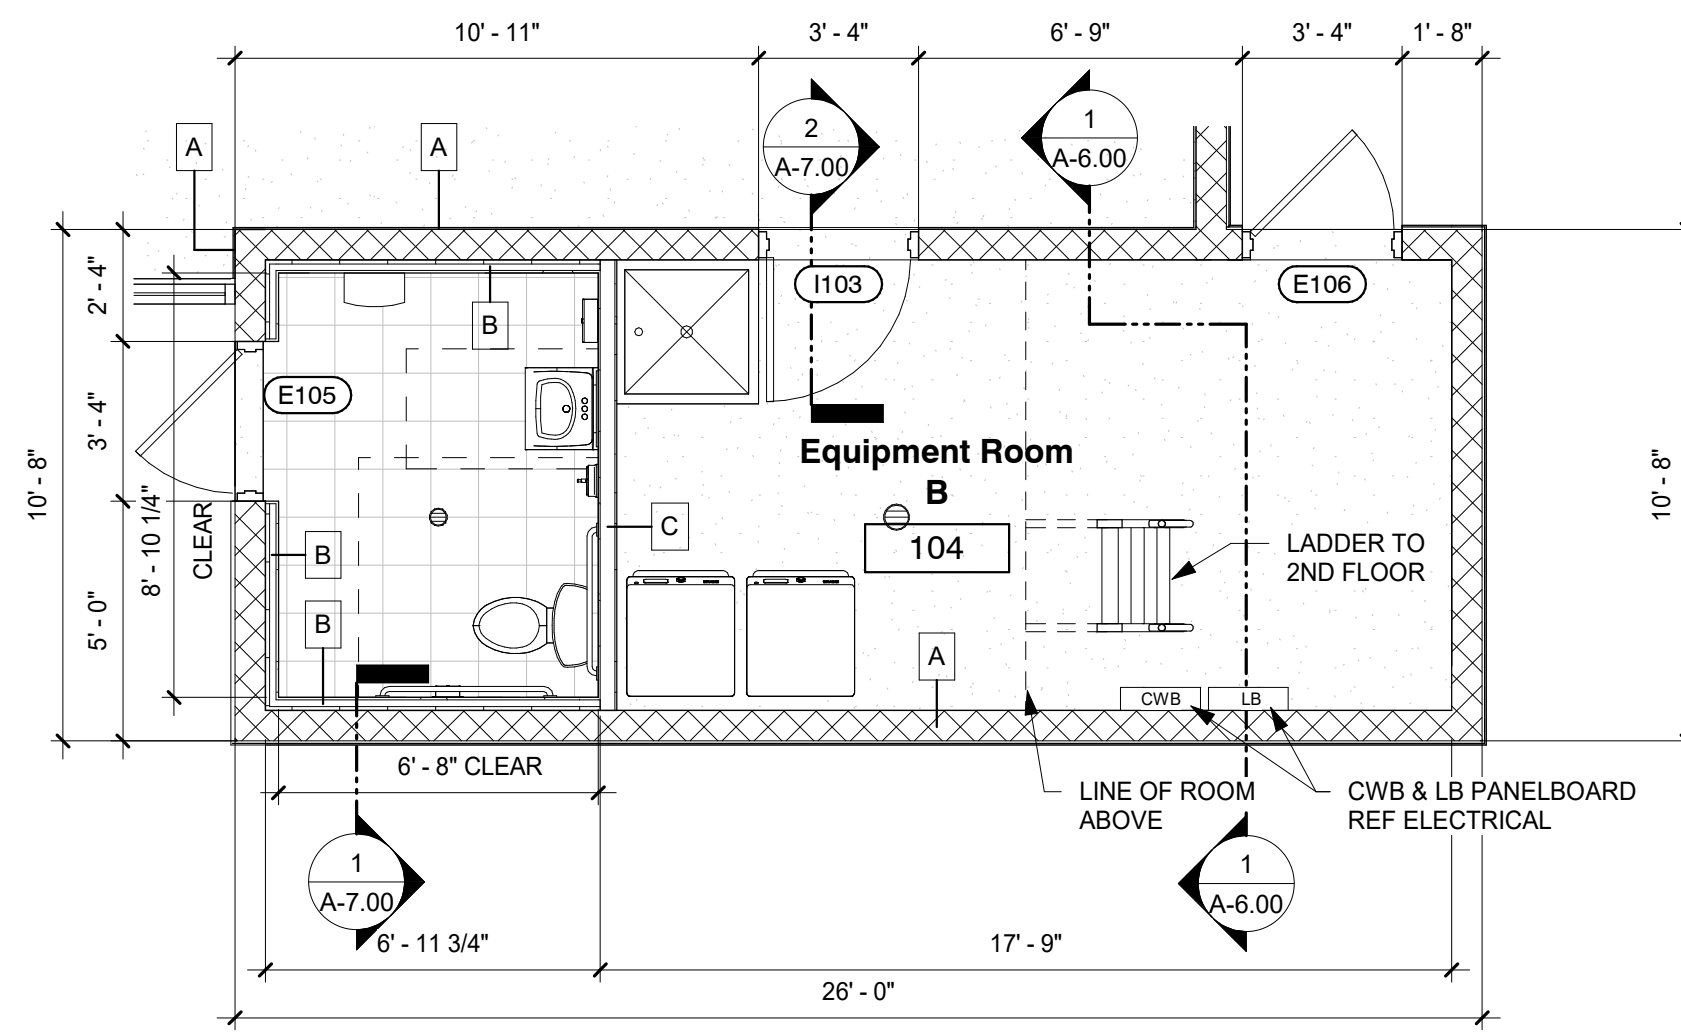 10' - 11"
3' - 4"
6' - 9"
3' - 4"
1' - 8"
2
A-7.00
1
A-6.00
A
A
2' - 4"
3' - 4"
5' - 0"
10' - 8"
8' - 10 1/4"
CLEAR
10' - 8"
I103
E106
B
E105
Equipment Room
B
104
C
B
B
LADDER TO
2ND FLOOR
A
CWB
LB
6' - 8" CLEAR
LINE OF ROOM
ABOVE
CWB & LB PANELBOARD
REF ELECTRICAL
1
A-7.00
1
A-6.00
6' - 11 3/4"
17' - 9"
26' - 0"